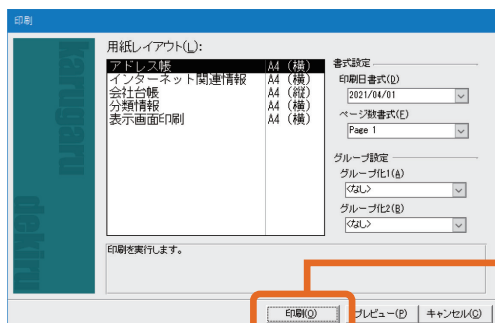 印刷
karugaru
dekiru
用紙レイアウト(L):
アドレス帳 A4 (横)
インターネット関連情報 A4 (横)
会社台帳 A4 (縦)
分類情報 A4 (横)
表示画面印刷 A4 (横)
書式設定
印刷日書式(D)
2021/04/01
ページ数書式(F)
Page 1
グループ設定
グループ化1(A)
<なし>
グループ化2(B)
<なし>
印刷を実行します。
印刷(O) プレビュー(P) キャンセル(C)